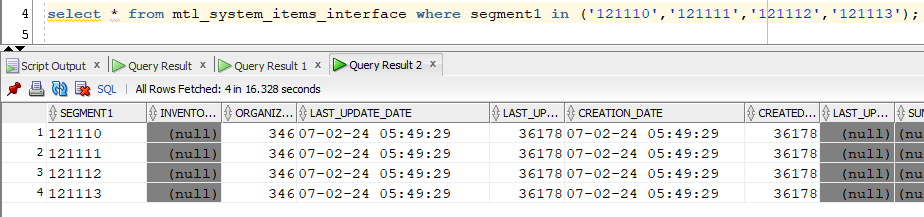 4 select * from mtl_system_items_interface where segment1 in ('121110','121111','121112','121113');
5
Script Output x Query Result x Query Result 1 x Query Result 2 x
SQL All Rows Fetched: 4 in 16.328 seconds
SEGMENT1 INVENTO... ORGANIZ... LAST_UPDATE_DATE LAST_UP... CREATION_DATE CREATED... LAST_UP... SUM
1 121110 (null) 346 07-02-24 05:49:29 36178 07-02-24 05:49:29 36178 (null) (nul
2 121111 (null) 346 07-02-24 05:49:29 36178 07-02-24 05:49:29 36178 (null) (nul
3 121112 (null) 346 07-02-24 05:49:29 36178 07-02-24 05:49:29 36178 (null) (nul
4 121113 (null) 346 07-02-24 05:49:29 36178 07-02-24 05:49:29 36178 (null) (nul